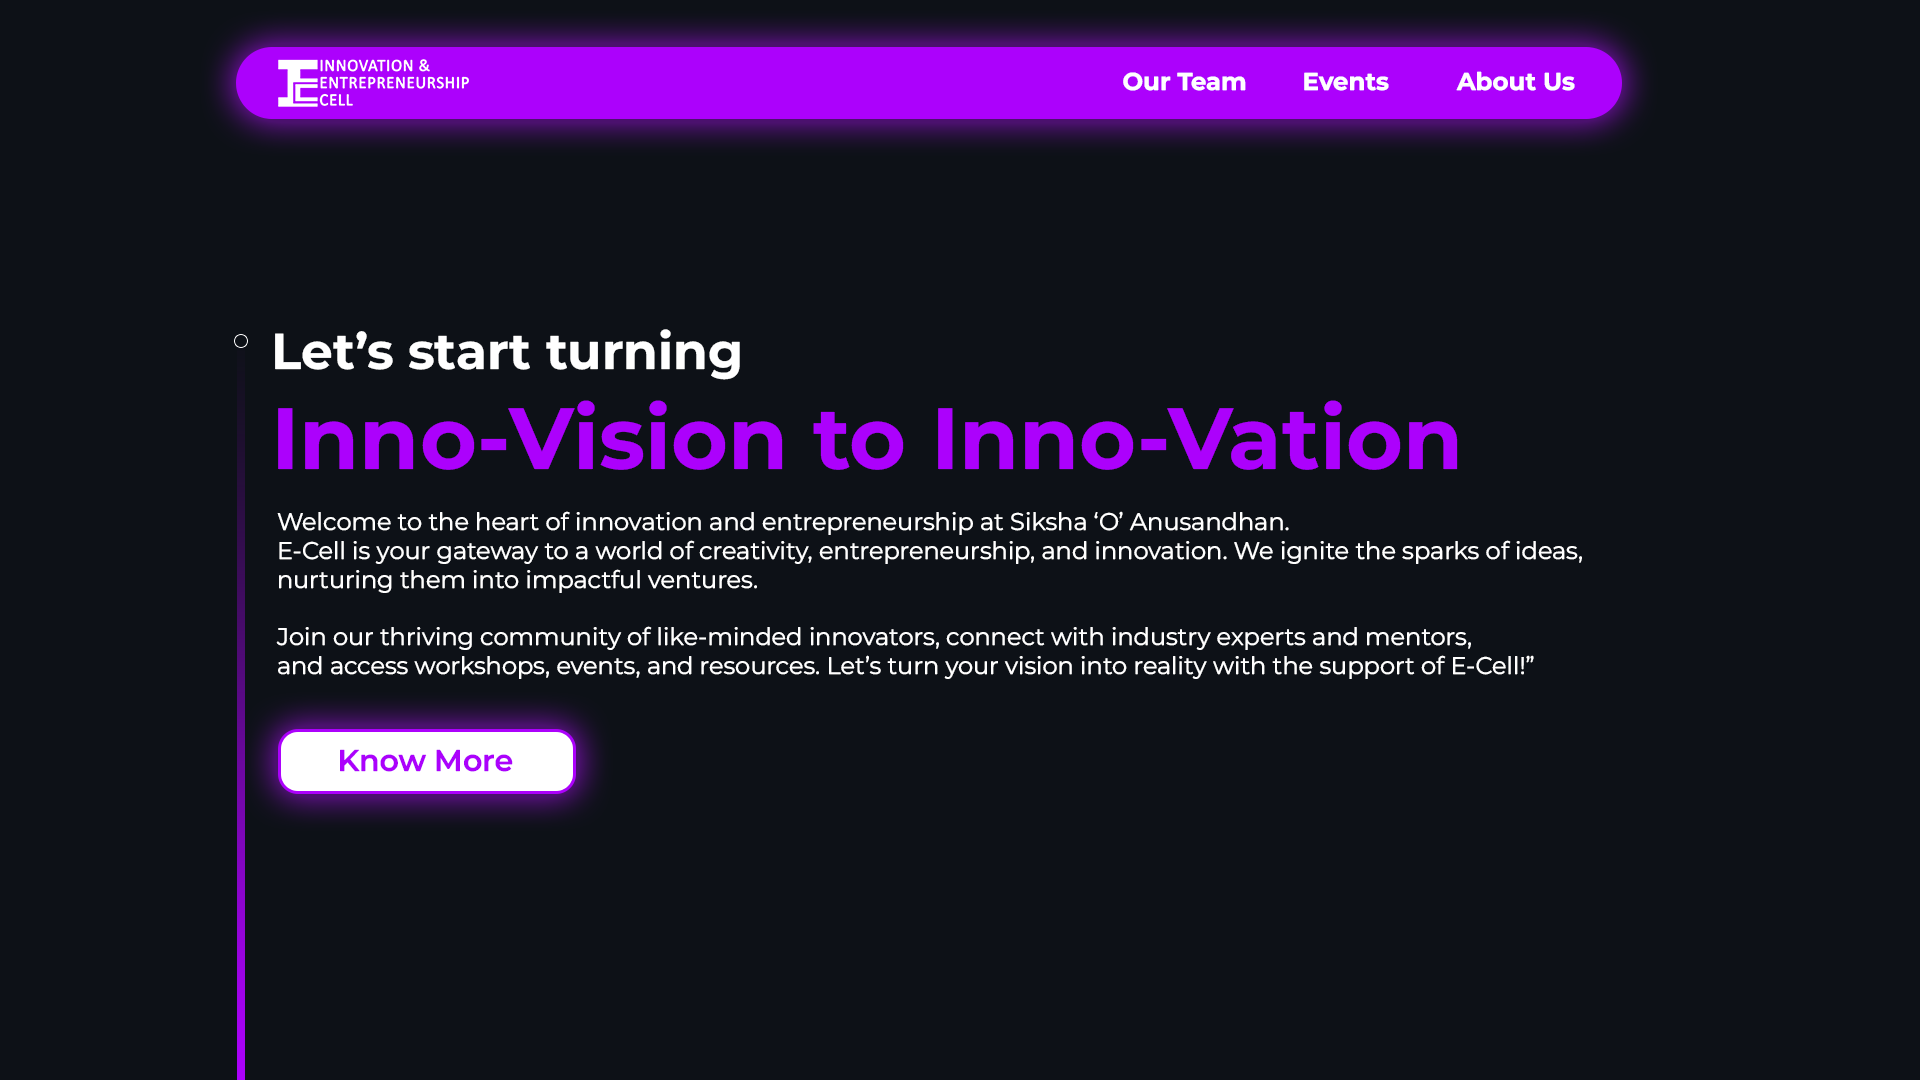 INNOVATION &
ENTREPRENEURSHIP
CELL
Our Team
Events
About Us
Let’s start turning
Inno-Vision to Inno-Vation
Welcome to the heart of innovation and entrepreneurship at Siksha ‘O’ Anusandhan.
E-Cell is your gateway to a world of creativity, entrepreneurship, and innovation. We ignite the sparks of ideas,
nurturing them into impactful ventures.
Join our thriving community of like-minded innovators, connect with industry experts and mentors,
and access workshops, events, and resources. Let’s turn your vision into reality with the support of E-Cell!”
Know More